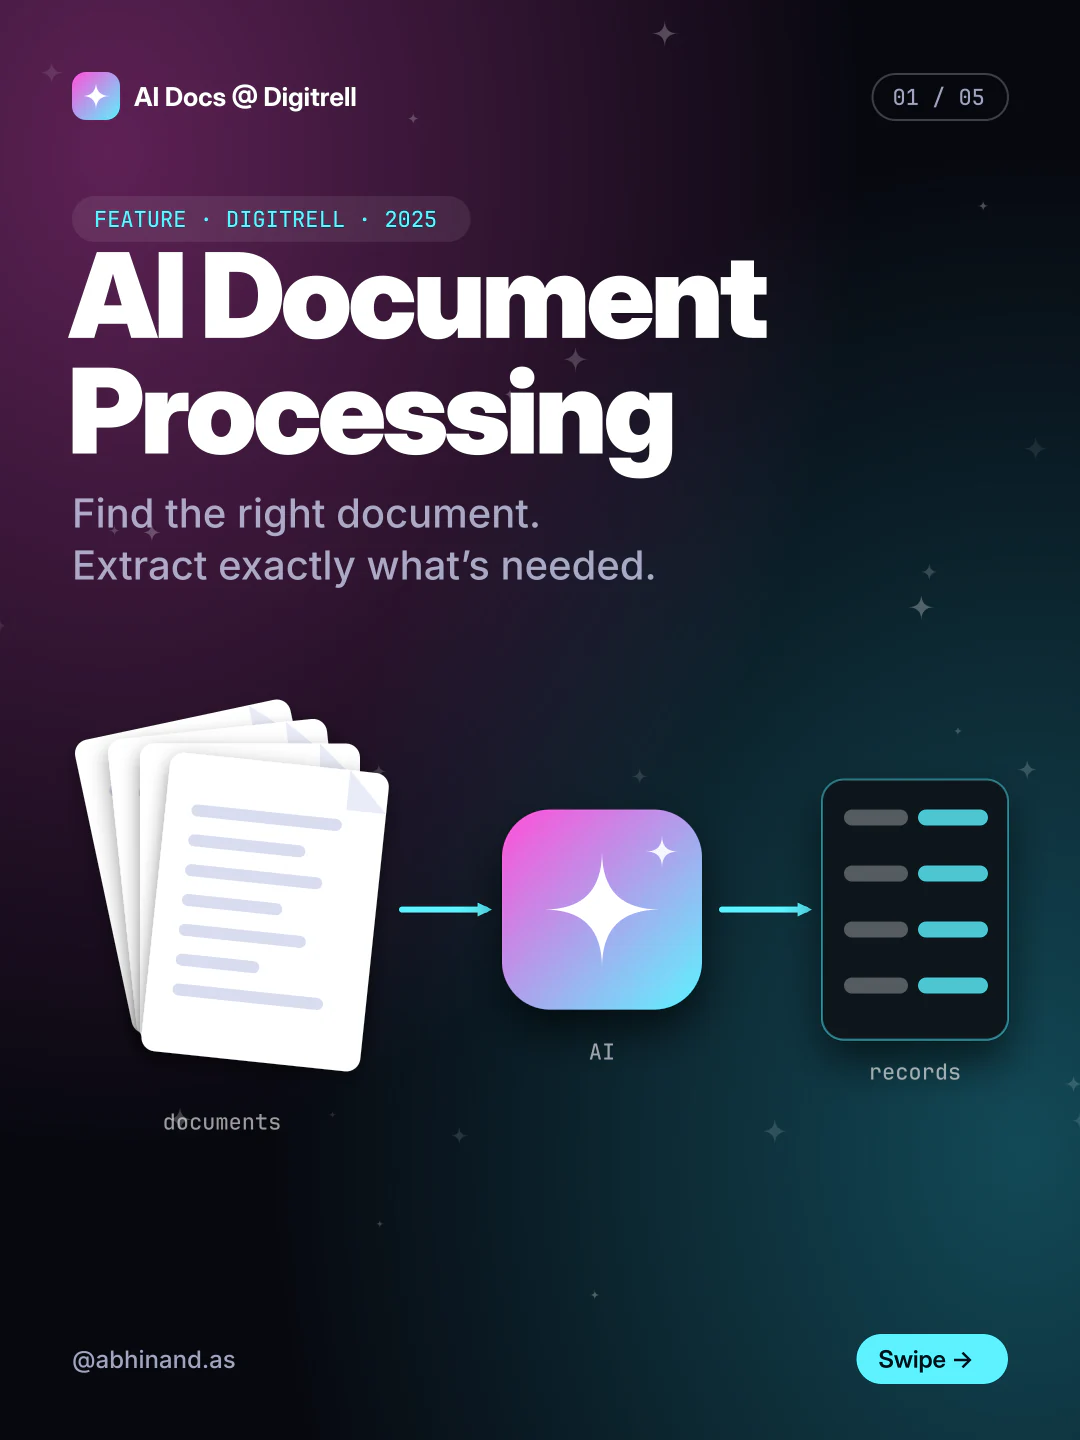 AI Docs @ Digitrell
01 / 05
FEATURE · DIGITRELL · 2025
AI Document
Processing
Find the right document.
Extract exactly what’s needed.
AI
records
documents
@abhinand.as
Swipe →